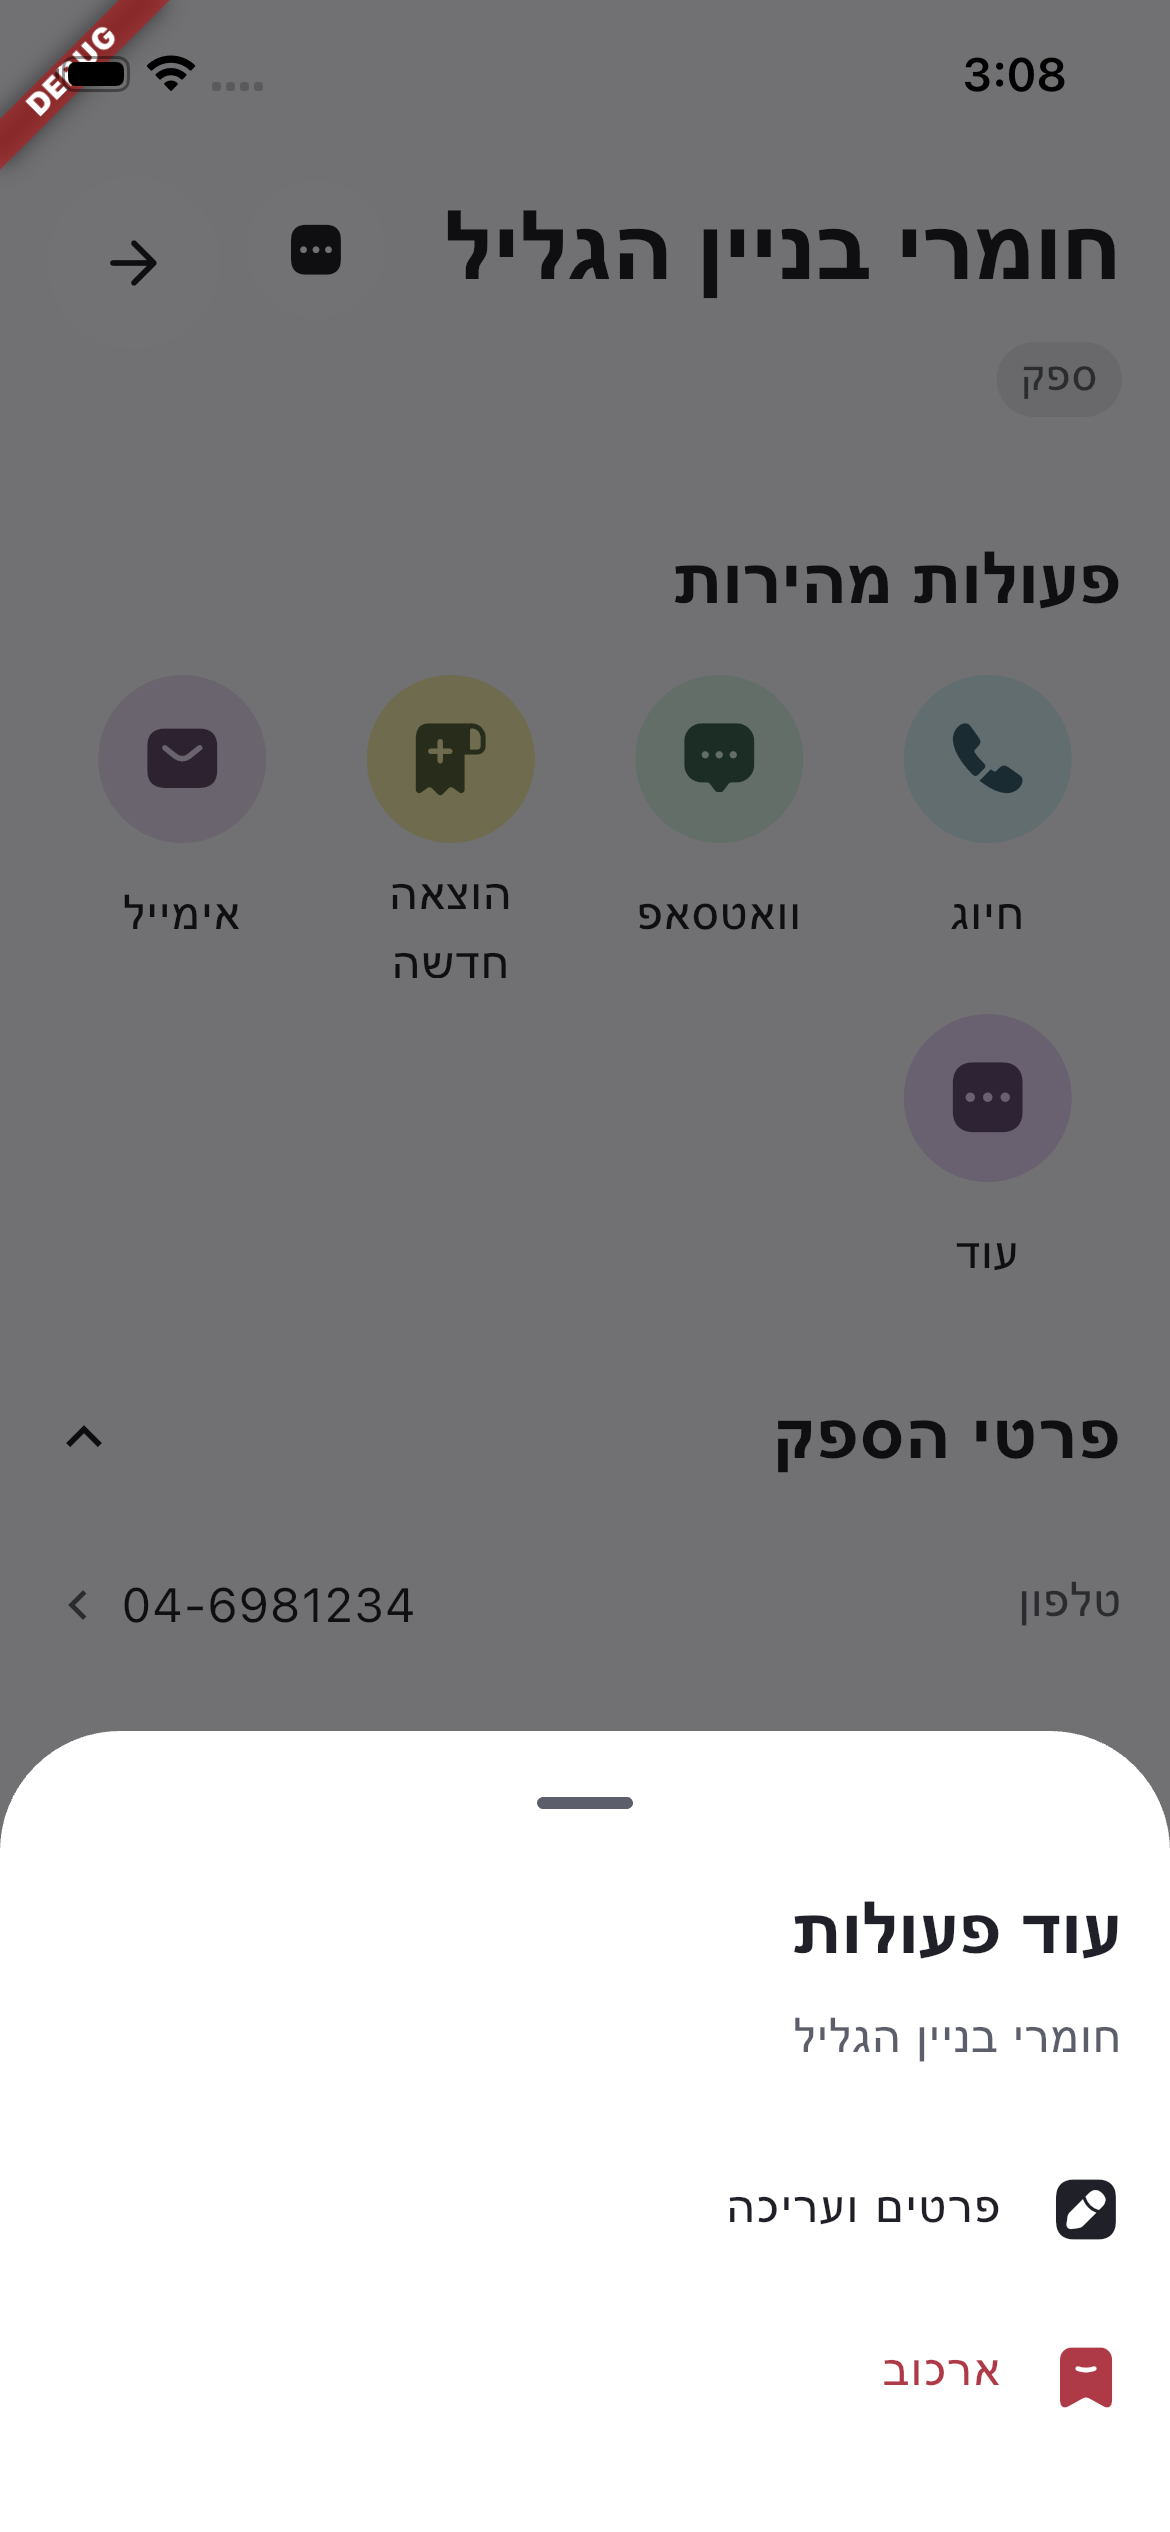 3:08
DEBUG
חומרי בניין הגליל
ספק
פעולות מהירות
חיוג
וואטסאפ
הוצאה
חדשה
אימייל
עוד
פרטי הספק
טלפון
04-6981234
עוד פעולות
חומרי בניין הגליל
פרטים ועריכה
ארכוב